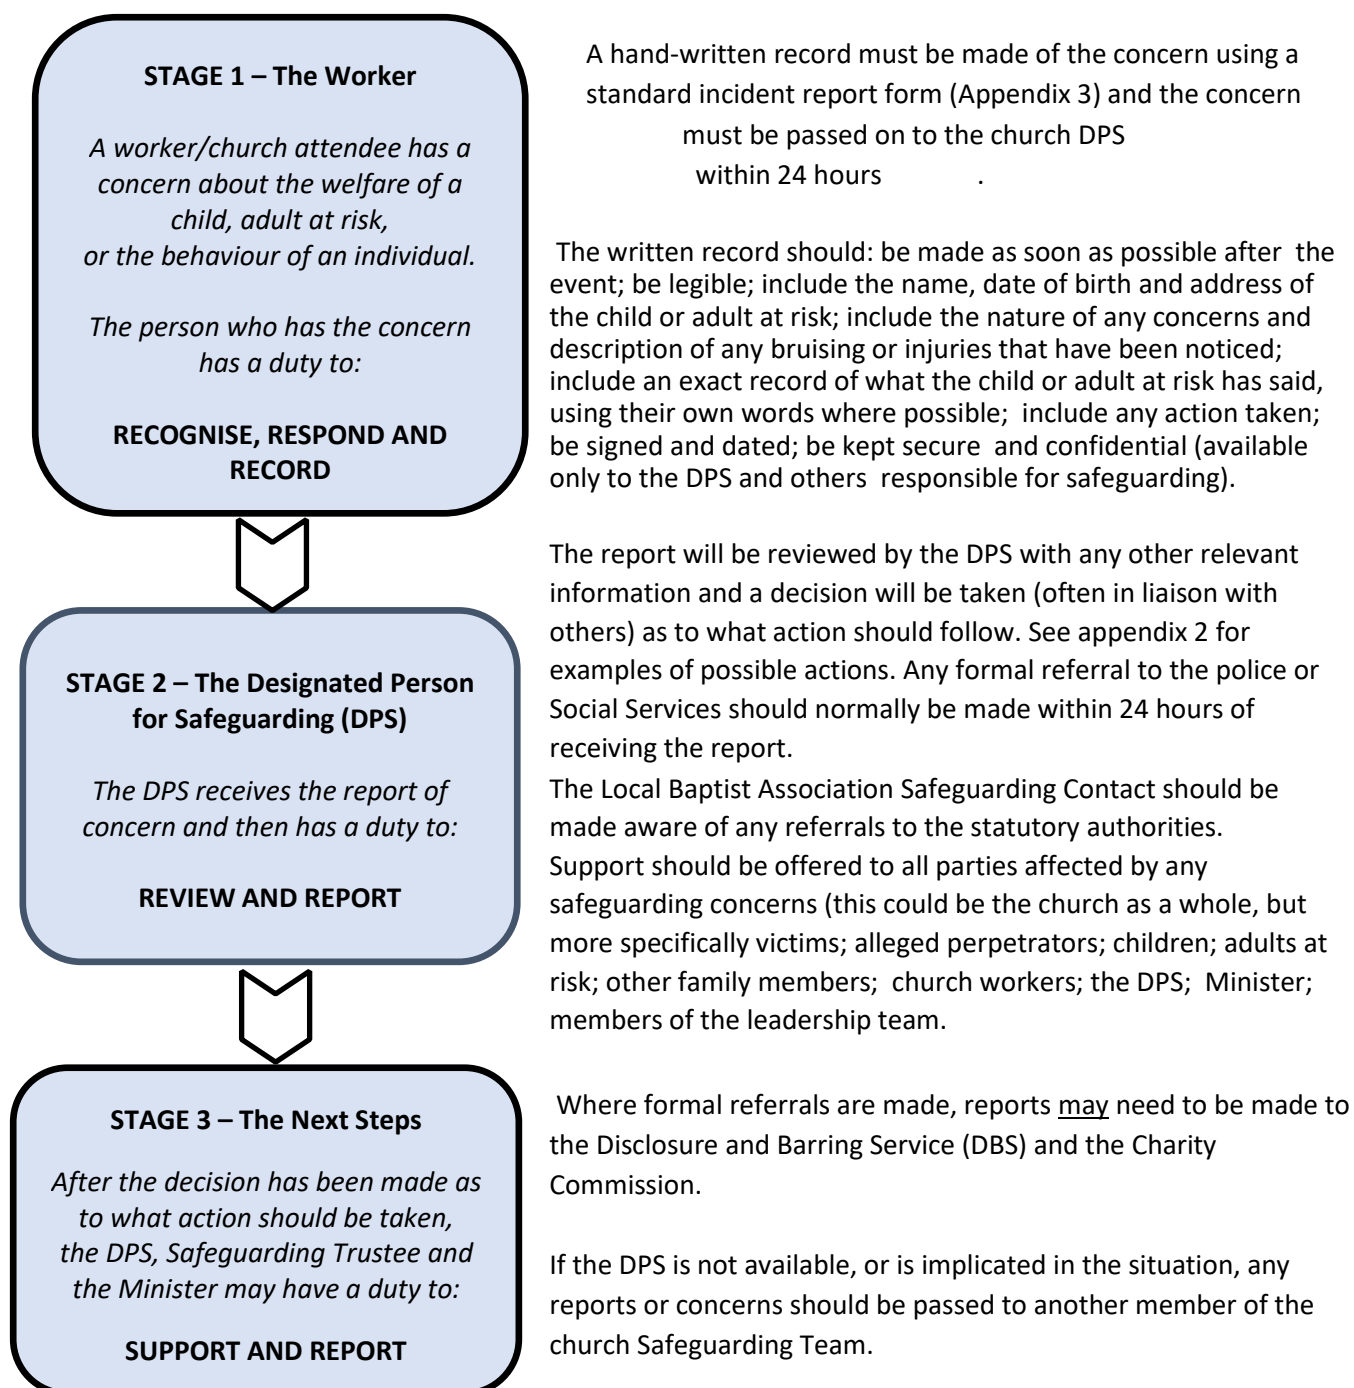 STAGE 1 – The Worker
A worker/church attendee has a
concern about the welfare of a
child, adult at risk,
or the behaviour of an individual.
The person who has the concern
has a duty to:
RECOGNISE, RESPOND AND
RECORD
A hand-written record must be made of the concern using a
standard incident report form (Appendix 3) and the concern
must be passed on to the church DPS
within 24 hours .
The written record should: be made as soon as possible after the
event; be legible; include the name, date of birth and address of
the child or adult at risk; include the nature of any concerns and
description of any bruising or injuries that have been noticed;
include an exact record of what the child or adult at risk has said,
using their own words where possible; include any action taken;
be signed and dated; be kept secure and confidential (available
only to the DPS and others responsible for safeguarding).
STAGE 2 – The Designated Person
for Safeguarding (DPS)
The DPS receives the report of
concern and then has a duty to:
REVIEW AND REPORT
The report will be reviewed by the DPS with any other relevant
information and a decision will be taken (often in liaison with
others) as to what action should follow. See appendix 2 for
examples of possible actions. Any formal referral to the police or
Social Services should normally be made within 24 hours of
receiving the report.
The Local Baptist Association Safeguarding Contact should be
made aware of any referrals to the statutory authorities.
Support should be offered to all parties affected by any
safeguarding concerns (this could be the church as a whole, but
more specifically victims; alleged perpetrators; children; adults at
risk; other family members; church workers; the DPS; Minister;
members of the leadership team.
STAGE 3 – The Next Steps
After the decision has been made as
to what action should be taken,
the DPS, Safeguarding Trustee and
the Minister may have a duty to:
SUPPORT AND REPORT
Where formal referrals are made, reports may need to be made to
the Disclosure and Barring Service (DBS) and the Charity
Commission.
If the DPS is not available, or is implicated in the situation, any
reports or concerns should be passed to another member of the
church Safeguarding Team.